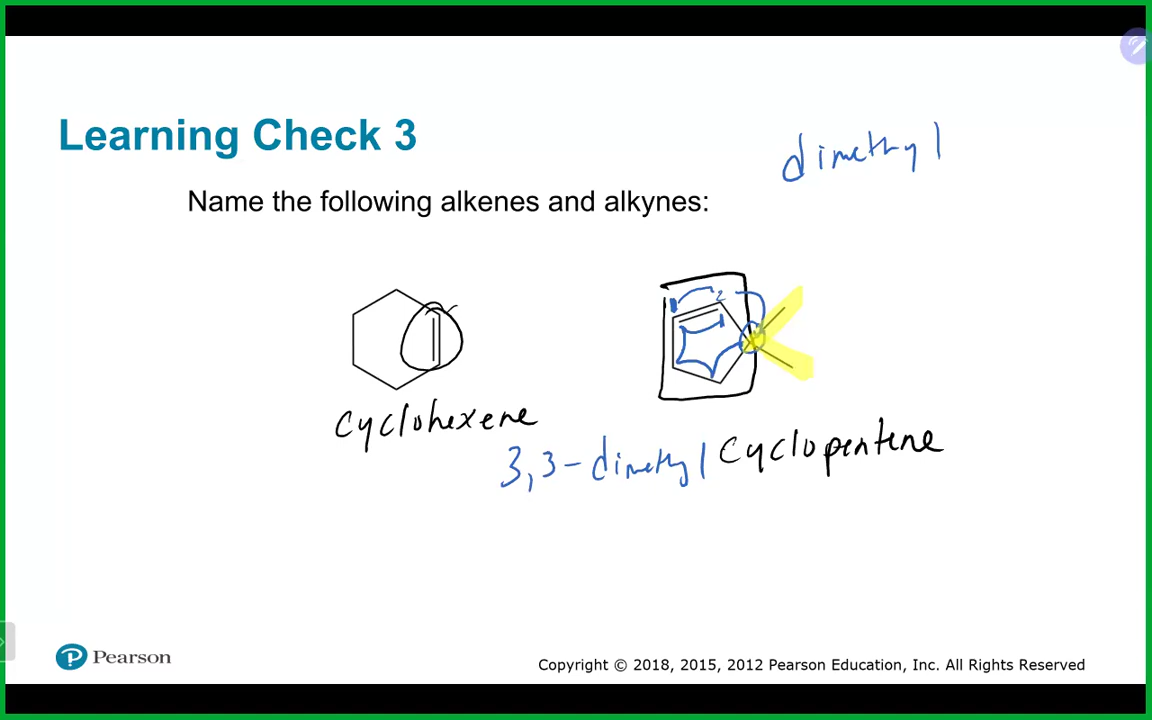 Learning Check 3
dimethyl
Name the following alkenes and alkynes:
2
cyclohexene
3,3-dimethyl cyclopentene
Pearson
Copyright © 2018, 2015, 2012 Pearson Education, Inc. All Rights Reserved